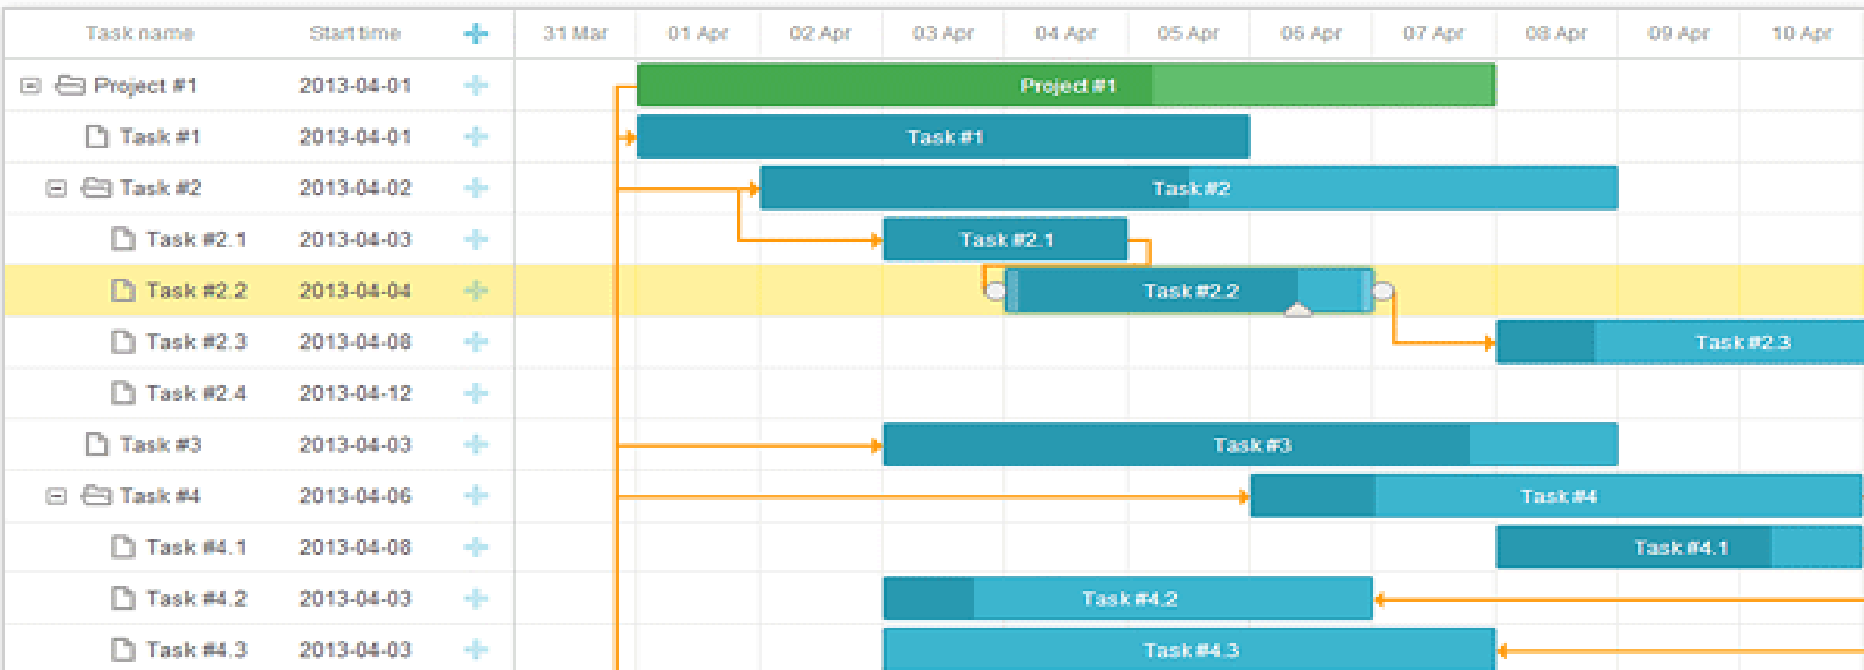 Task name Start time 31 Mar 01 Apr 02 Apr 03 Apr 04 Apr 05 Apr 06 Apr 07 Apr 08 Apr 09 Apr 10 Apr
Project #1 2013-04-01 Project #1
Task #1 2013-04-01 Task #1
Task #2 2013-04-02 Task #2
Task #2.1 2013-04-03 Task #2.1
Task #2.2 2013-04-04 Task #2.2
Task #2.3 2013-04-08 Task #2.3
Task #2.4 2013-04-12
Task #3 2013-04-03 Task #3
Task #4 2013-04-06 Task #4
Task #4.1 2013-04-08 Task #4.1
Task #4.2 2013-04-03 Task #4.2
Task #4.3 2013-04-03 Task #4.3